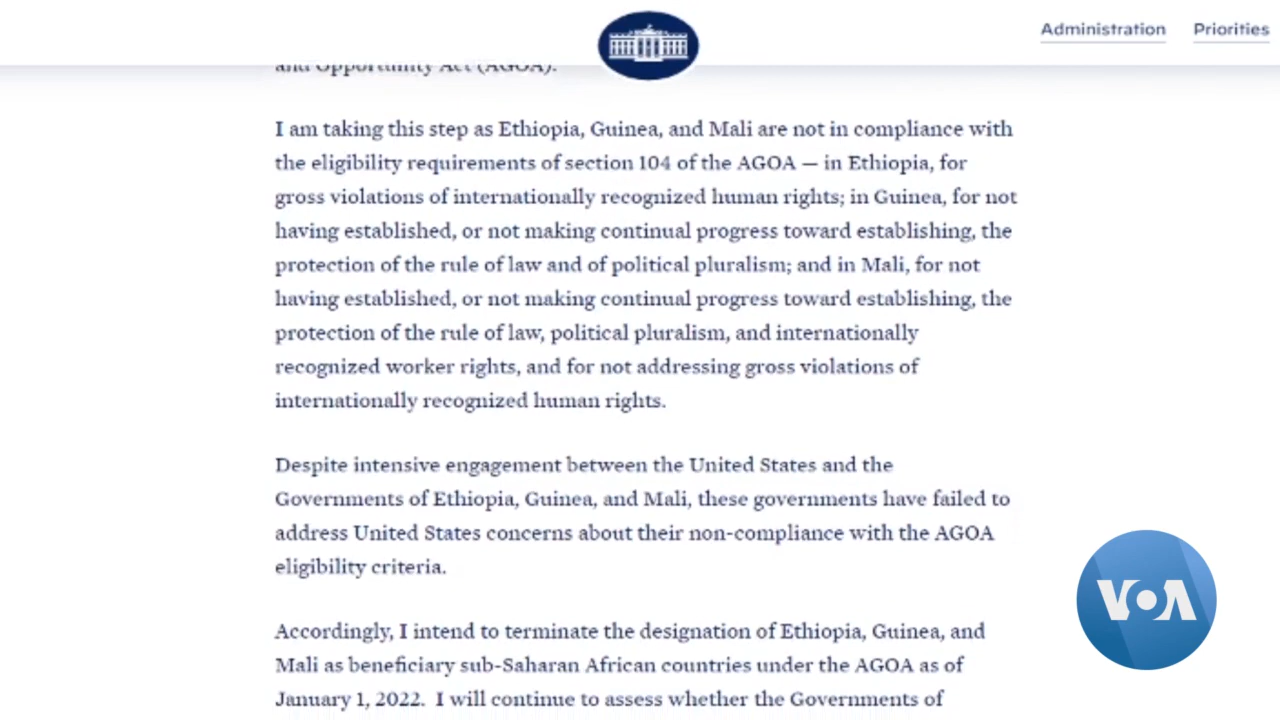 Administration Priorities
and Opportunity Act (AGOA).
I am taking this step as Ethiopia, Guinea, and Mali are not in compliance with
the eligibility requirements of section 104 of the AGOA — in Ethiopia, for
gross violations of internationally recognized human rights; in Guinea, for not
having established, or not making continual progress toward establishing, the
protection of the rule of law and of political pluralism; and in Mali, for not
having established, or not making continual progress toward establishing, the
protection of the rule of law, political pluralism, and internationally
recognized worker rights, and for not addressing gross violations of
internationally recognized human rights.
Despite intensive engagement between the United States and the
Governments of Ethiopia, Guinea, and Mali, these governments have failed to
address United States concerns about their non-compliance with the AGOA
eligibility criteria.
Accordingly, I intend to terminate the designation of Ethiopia, Guinea, and
Mali as beneficiary sub-Saharan African countries under the AGOA as of
January 1, 2022. I will continue to assess whether the Governments of
VOA